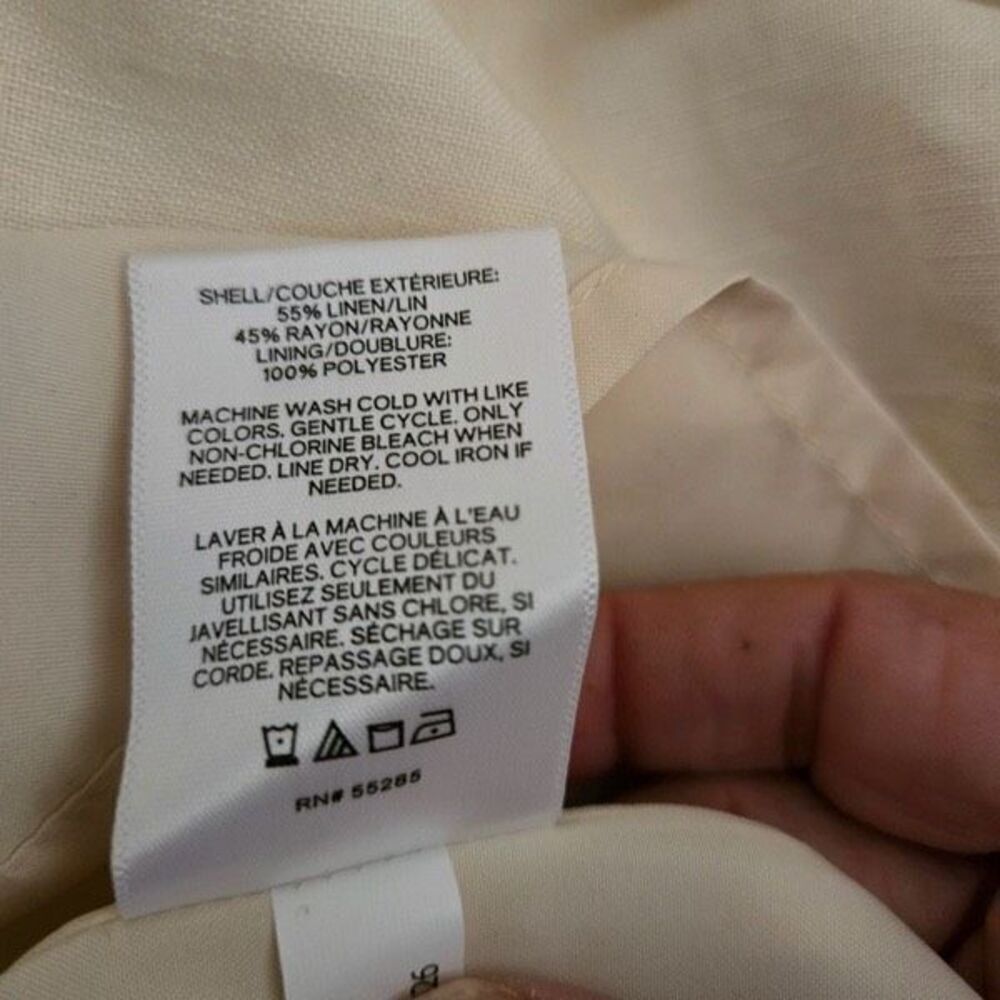 SHELL/COUCHE EXTÉRIEURE:
55% LINEN/LIN
45% RAYON/RAYONNE
LINING/DOUBLURE:
100% POLYESTER
MACHINE WASH COLD WITH LIKE
COLORS. GENTLE CYCLE. ONLY
NON-CHLORINE BLEACH WHEN
NEEDED. LINE DRY. COOL IRON IF
NEEDED.
LAVER À LA MACHINE À L'EAU
FROIDE AVEC COULEURS
SIMILAIRES. CYCLE DÉLICAT.
UTILISEZ SEULEMENT DU
JAVELLISANT SANS CHLORE, SI
NÉCESSAIRE. SÉCHAGE SUR
CORDE. REPASSAGE DOUX, SI
NÉCESSAIRE.
RN# 55285